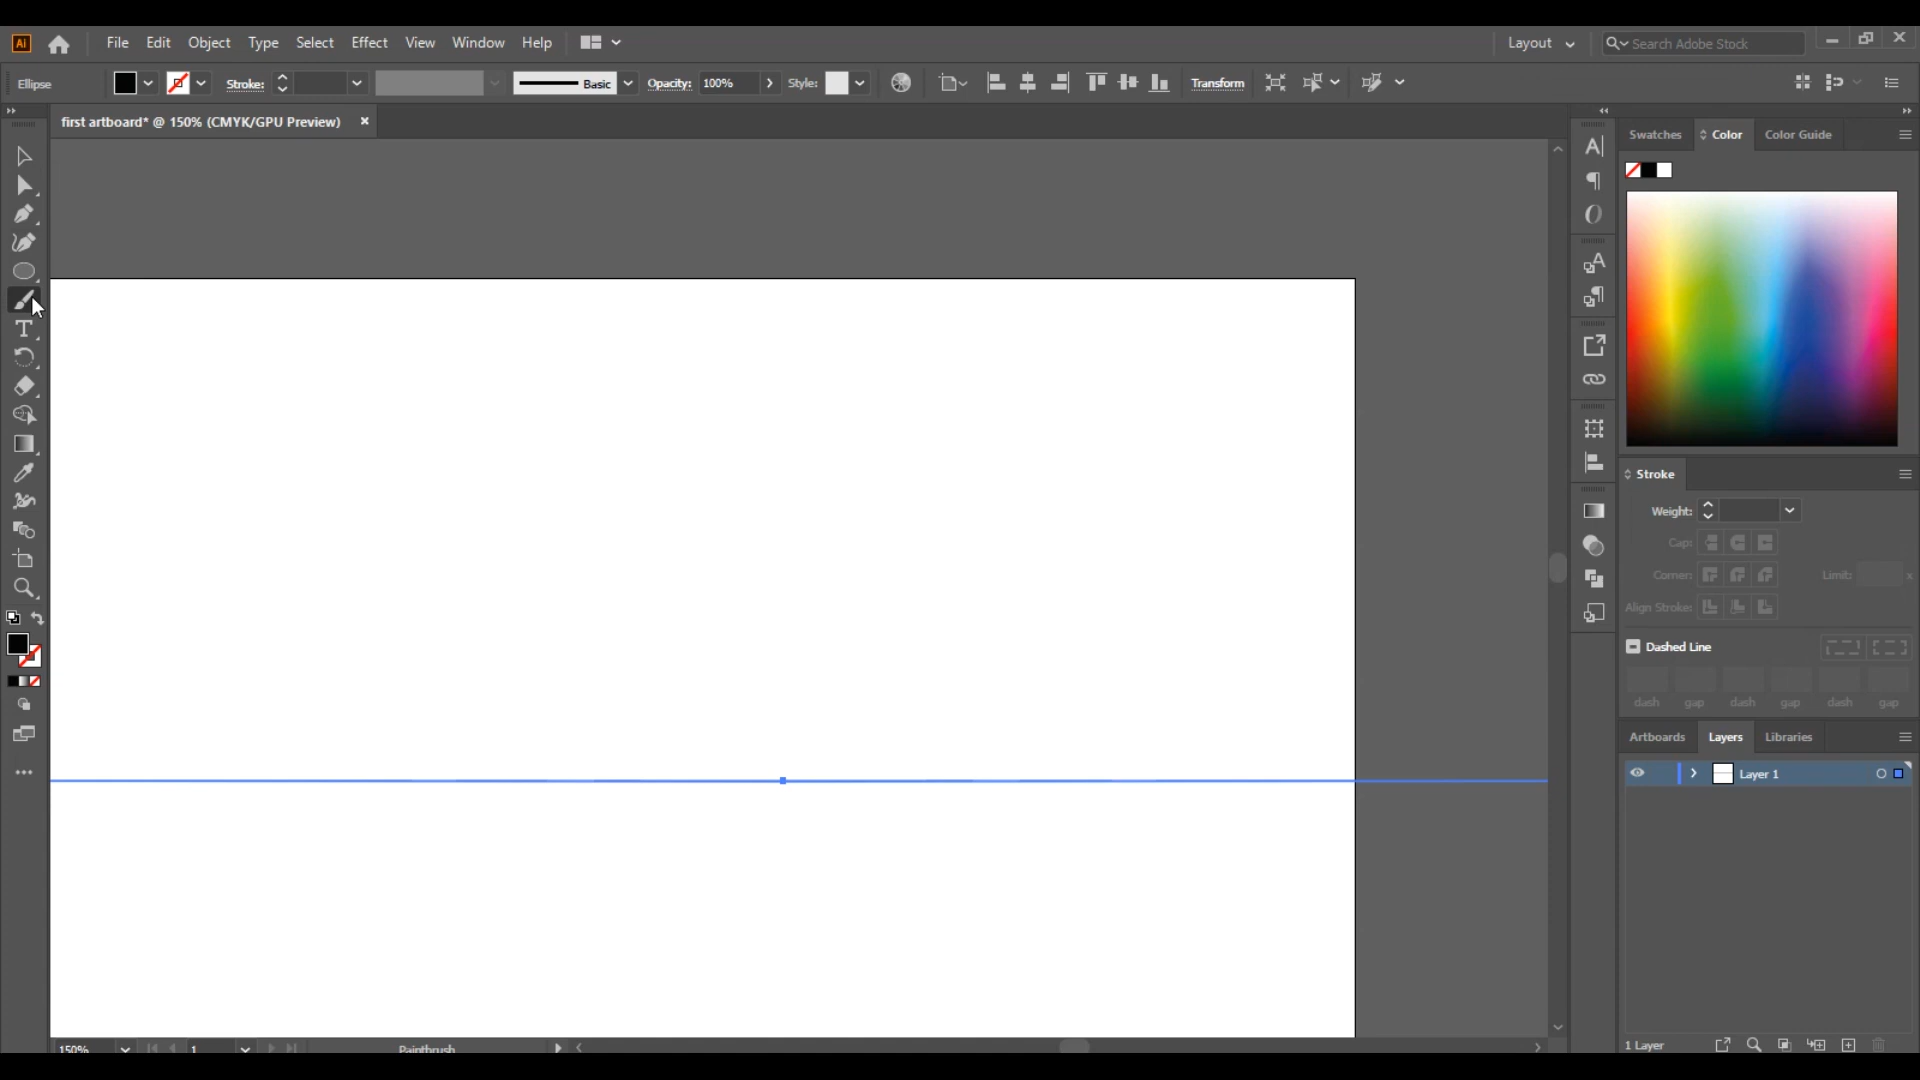 Ai File Edit Object Type Select Effect View Window Help Layout Search Adobe Stock
Ellipse Stroke: Basic Opacity: 100% Style: Transform
first artboard* @ 150% (CMYK/GPU Preview) ×
Swatches Color Color Guide
Stroke
Weight:
Cap:
Corner: Limit: x
Align Stroke:
Dashed Line
dash gap dash gap dash gap
Artboards Layers Libraries
Layer 1
1 Layer
150% 1 Paintbrush